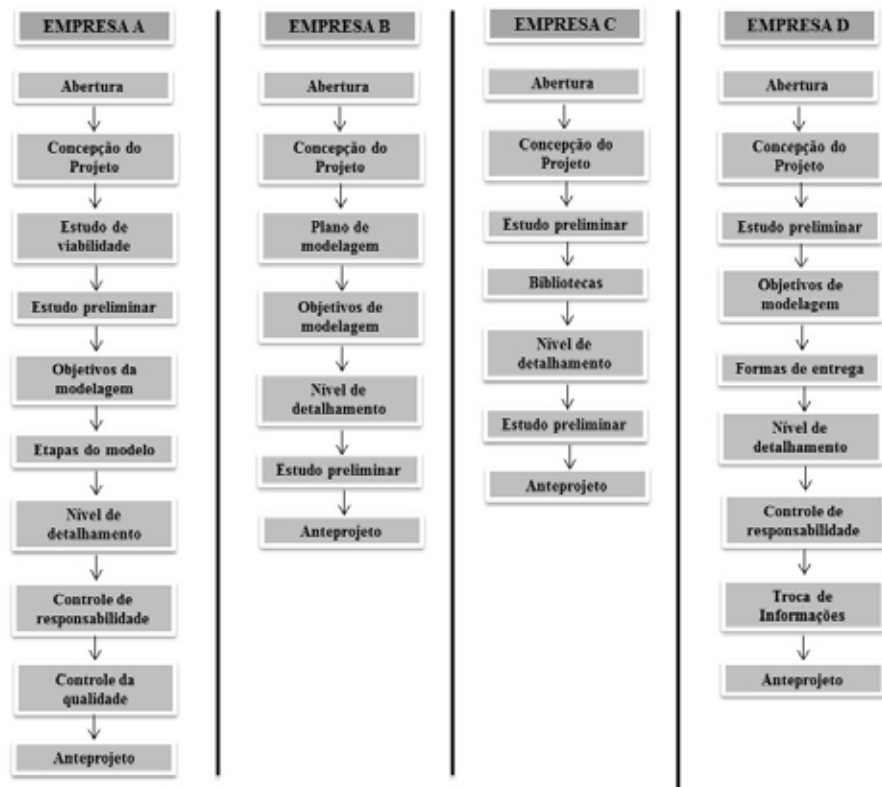 EMPRESA A
Abertura
Concepção do
Projeto
Estudo de
viabilidade
Estudo preliminar
Objetivos da
modelagem
Etapas do modelo
Nível de
detalhamento
Controle de
responsabilidade
Controle da
qualidade
Anteprojeto
EMPRESA B
Abertura
Concepção do
Projeto
Plano de
modelagem
Objetivos de
modelagem
Nível de
detalhamento
Estudo preliminar
Anteprojeto
EMPRESA C
Abertura
Concepção do
Projeto
Estudo preliminar
Bibliotecas
Nível de
detalhamento
Estudo preliminar
Anteprojeto
EMPRESA D
Abertura
Concepção do
Projeto
Estudo preliminar
Objetivos de
modelagem
Formas de entrega
Nível de
detalhamento
Controle de
responsabilidade
Troca de
Informações
Anteprojeto